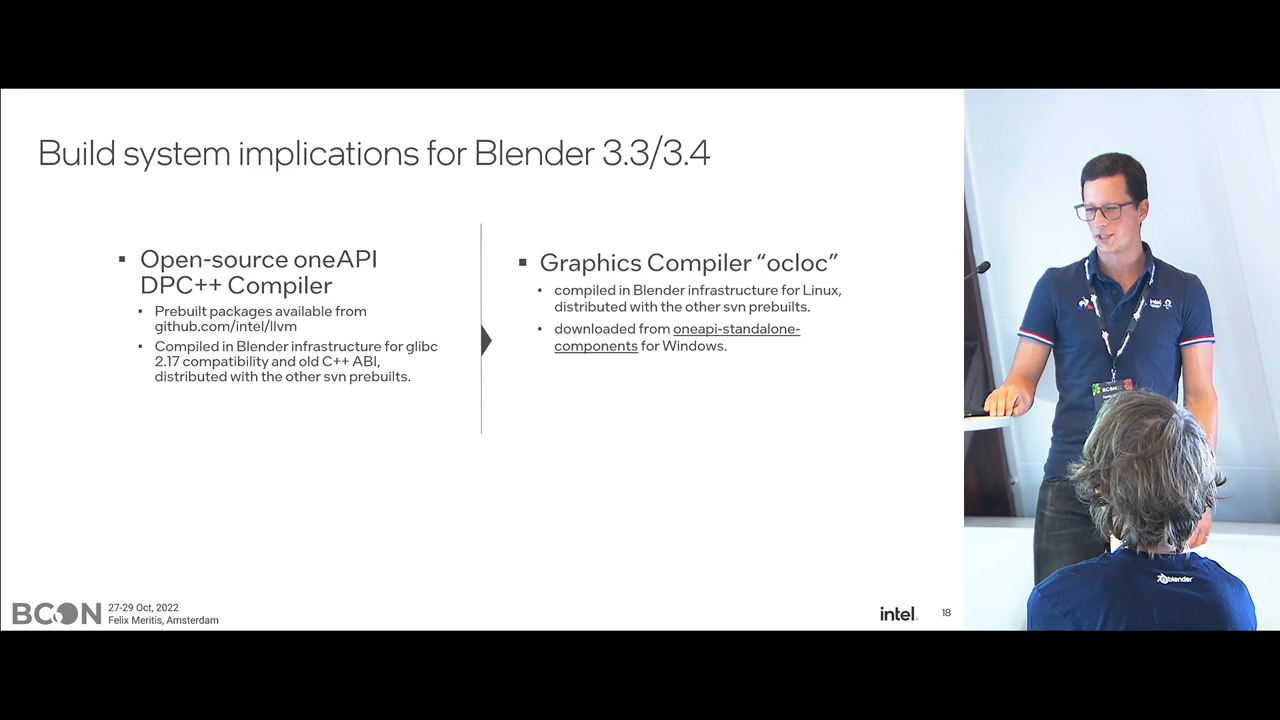 Build system implications for Blender 3.3/3.4
▪ Open-source oneAPI
DPC++ Compiler
▪ Prebuilt packages available from
github.com/intel/llvm
▪ Compiled in Blender infrastructure for glibc
2.17 compatibility and old C++ ABI,
distributed with the other svn prebuilts.
▪ Graphics Compiler “ocloc”
• compiled in Blender infrastructure for Linux,
distributed with the other svn prebuilts.
• downloaded from oneapi-standalone-
components for Windows.
BCON
27-29 Oct, 2022
Felix Meritis, Amsterdam
intel.
18
intel
BCON
blender